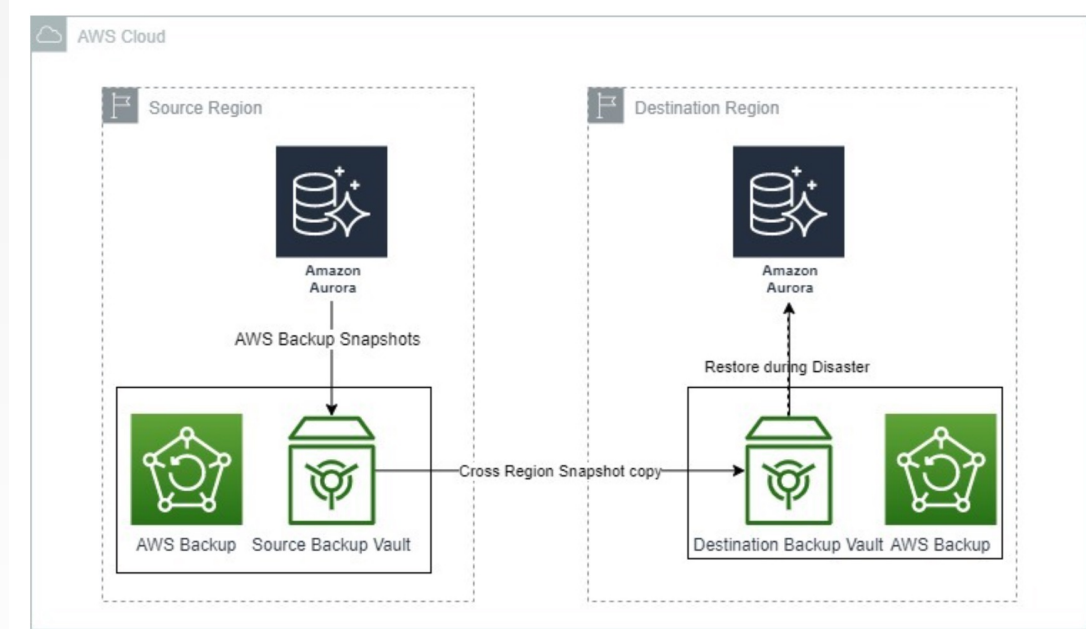 AWS Cloud
Source Region
Destination Region
Amazon
Aurora
Amazon
Aurora
AWS Backup Snapshots
Restore during Disaster
Cross Region Snapshot copy
AWS Backup
Source Backup Vault
Destination Backup Vault
AWS Backup